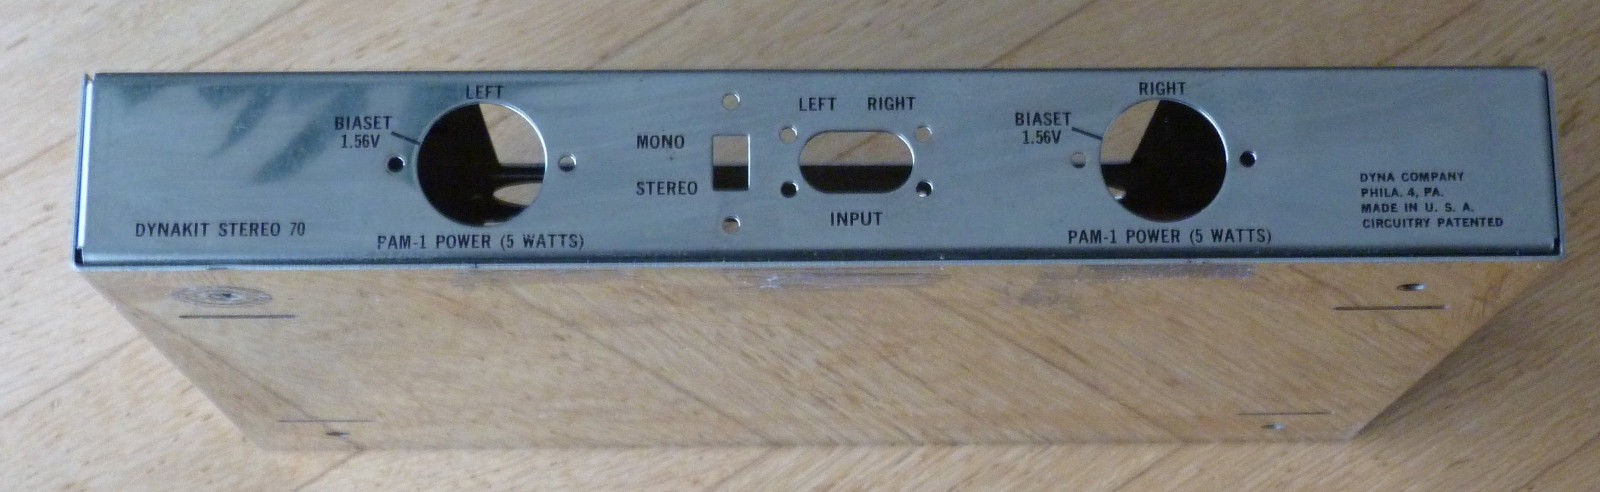 LEFT
BIASET
1.56V
DYNAKIT STEREO 70
PAM-1 POWER (5 WATTS)
MONO
STEREO
LEFT RIGHT
INPUT
RIGHT
BIASET
1.56V
PAM-1 POWER (5 WATTS)
DYNA COMPANY
PHILA. 4, PA.
MADE IN U. S. A.
CIRCUITRY PATENTED